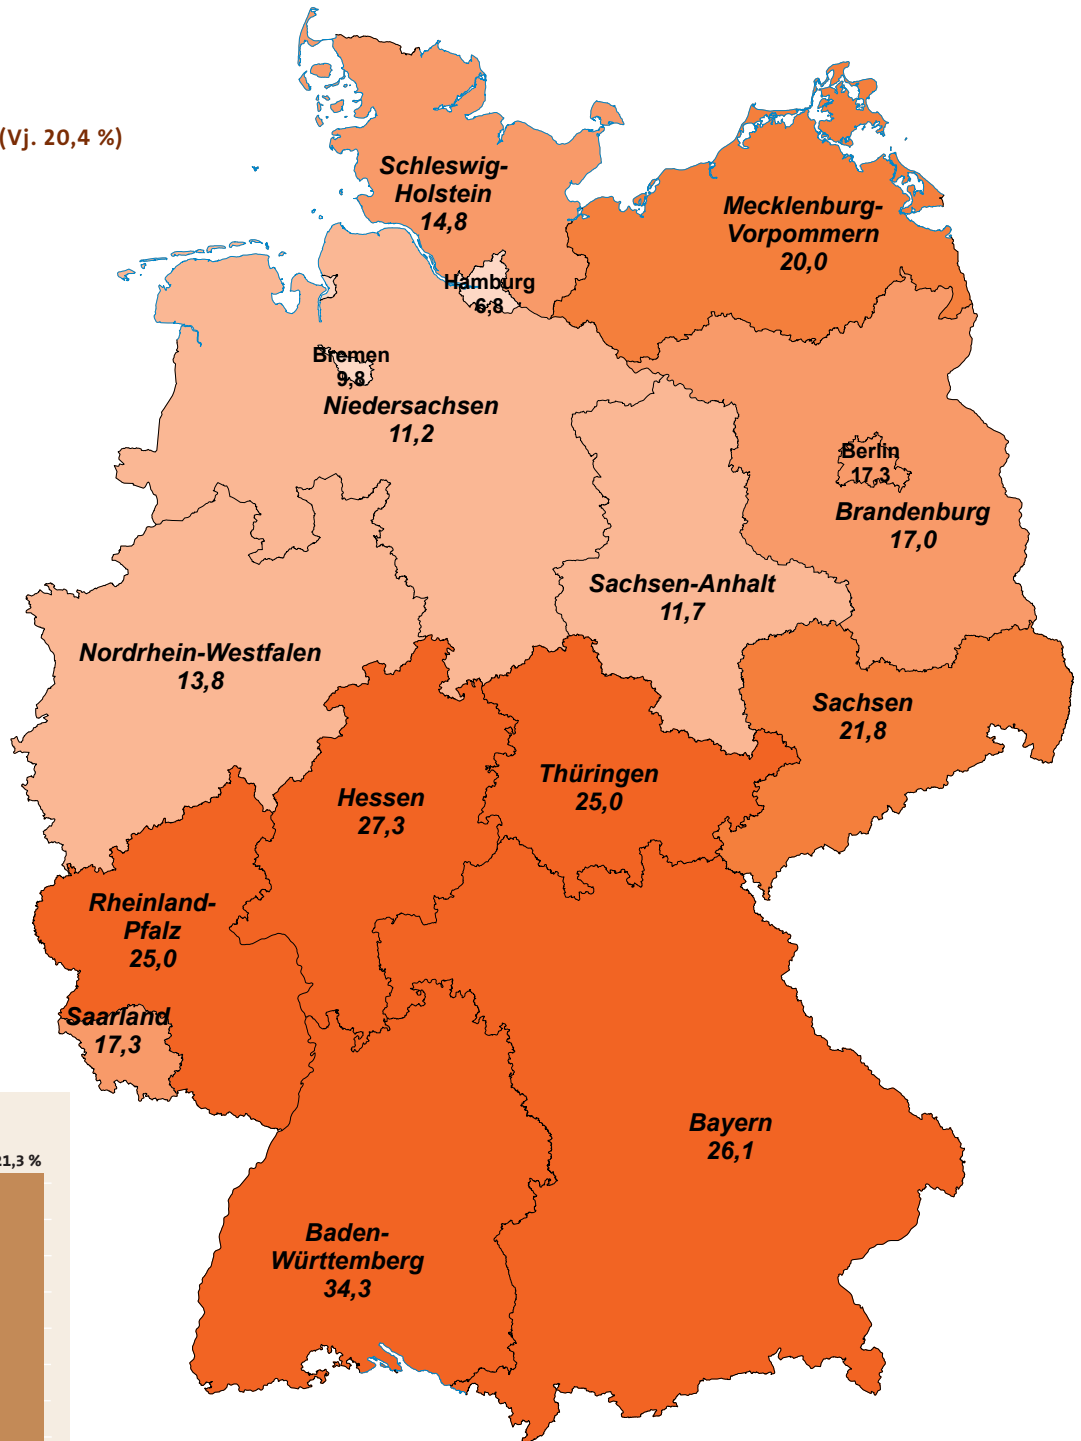 (Vj. 20,4 %)
Schleswig-
Holstein
14,8
Mecklenburg-
Vorpommern
20,0
Hamburg
6,8
Bremen
9,8
Niedersachsen
11,2
Berlin
17,3
Brandenburg
17,0
Sachsen-Anhalt
11,7
Nordrhein-Westfalen
13,8
Sachsen
21,8
Thüringen
25,0
Hessen
27,3
Rheinland-
Pfalz
25,0
Saarland
17,3
Bayern
26,1
21,3 %
Baden-
Württemberg
34,3